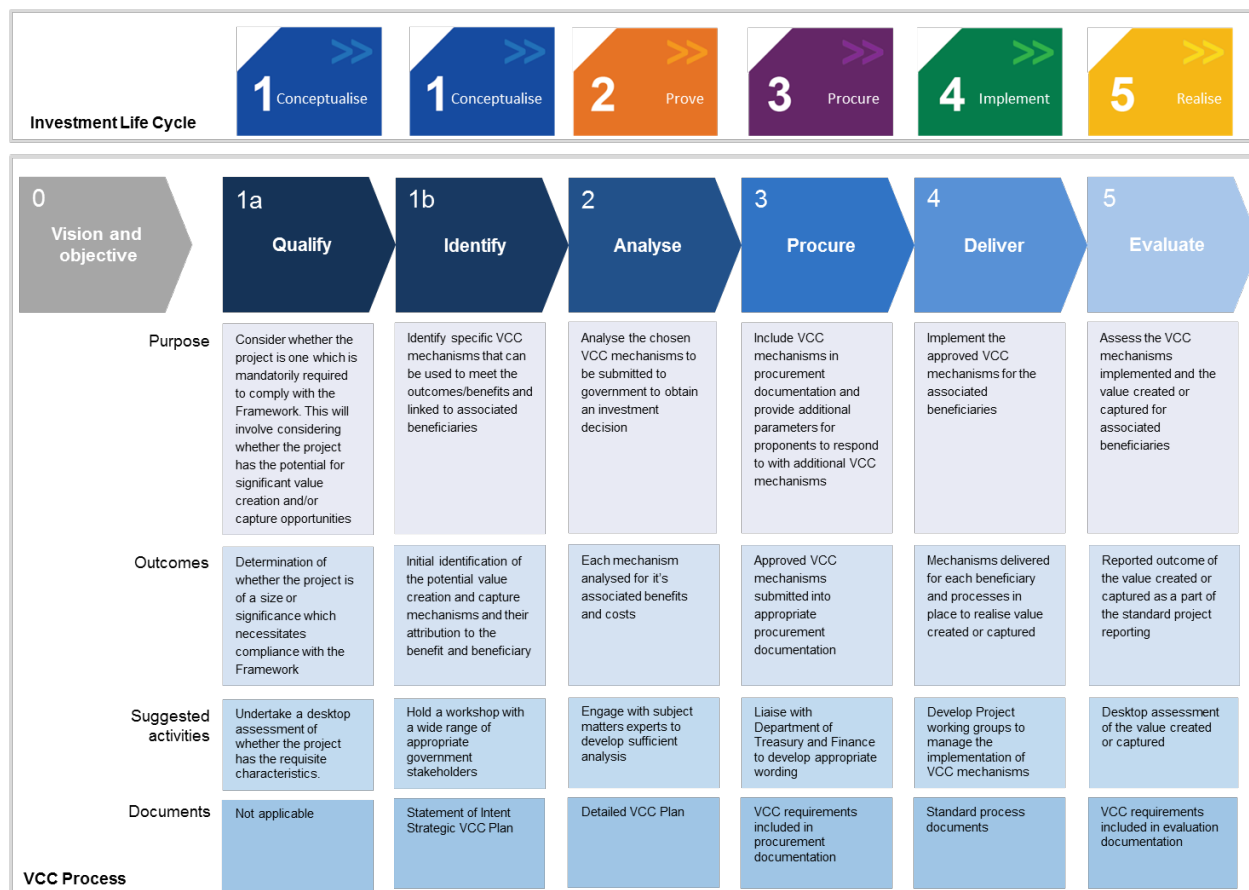 1 Conceptualise
1 Conceptualise
2 Prove
3 Procure
4 Implement
5 Realise
Investment Life Cycle
0
Vision and
objective
1a
Qualify
1b
Identify
2
Analyse
3
Procure
4
Deliver
5
Evaluate
Purpose
Consider whether the
project is one which is
mandatorily required
to comply with the
Framework. This will
involve considering
whether the project
has the potential for
significant value
creation and/or
capture opportunities
Identify specific VCC
mechanisms that can
be used to meet the
outcomes/benefits and
linked to associated
beneficiaries
Analyse the chosen
VCC mechanisms to
be submitted to
government to obtain
an investment
decision
Include VCC
mechanisms in
procurement
documentation and
provide additional
parameters for
proponents to respond
to with additional VCC
mechanisms
Implement the
approved VCC
mechanisms for the
associated
beneficiaries
Assess the VCC
mechanisms
implemented and the
value created or
captured for
associated
beneficiaries
Outcomes
Determination of
whether the project is
of a size or
significance which
necessitates
compliance with the
Framework
Initial identification of
the potential value
creation and capture
mechanisms and their
attribution to the
benefit and beneficiary
Each mechanism
analysed for it's
associated benefits
and costs
Approved VCC
mechanisms
submitted into
appropriate
procurement
documentation
Mechanisms delivered
for each beneficiary
and processes in
place to realise value
created or captured
Reported outcome of
the value created or
captured as a part of
the standard project
reporting
Suggested
activities
Undertake a desktop
assessment of
whether the project
has the requisite
characteristics.
Hold a workshop with
a wide range of
appropriate
government
stakeholders
Engage with subject
matters experts to
develop sufficient
analysis
Liaise with
Department of
Treasury and Finance
to develop appropriate
wording
Develop Project
working groups to
manage the
implementation of
VCC mechanisms
Desktop assessment
of the value created
or captured
Documents
Not applicable
Statement of Intent
Strategic VCC Plan
Detailed VCC Plan
VCC requirements
included in
procurement
documentation
Standard process
documents
VCC requirements
included in evaluation
documentation
VCC Process